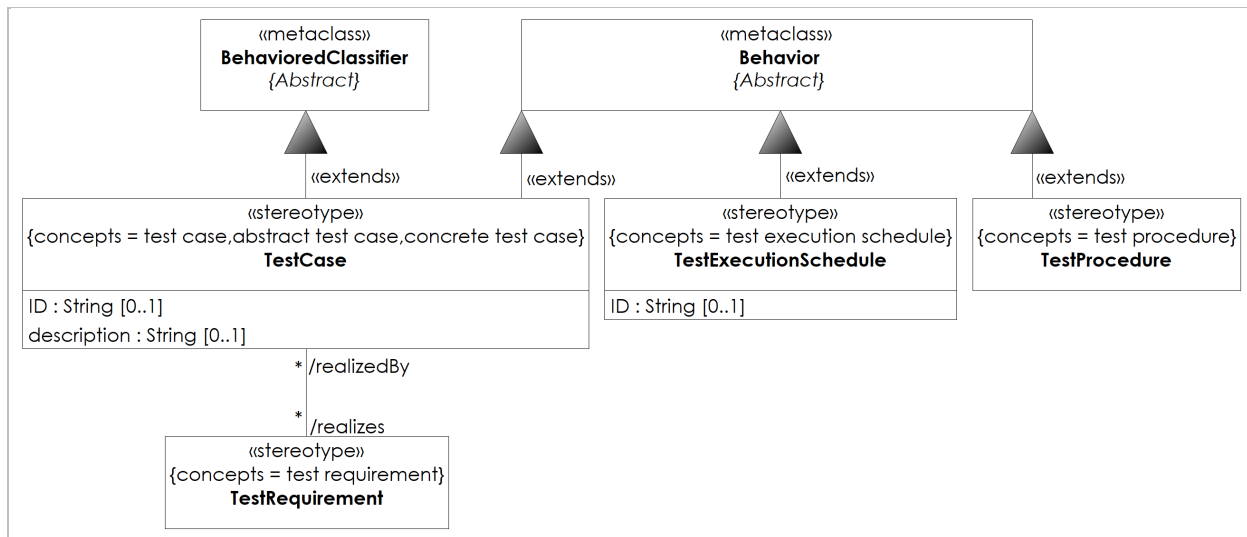 «metaclass»
BehavioredClassifier
{Abstract}
«metaclass»
Behavior
{Abstract}
«extends»
«extends»
«extends»
«extends»
«stereotype»
{concepts = test case,abstract test case,concrete test case}
TestCase
ID : String [0..1]
description : String [0..1]
«stereotype»
{concepts = test execution schedule}
TestExecutionSchedule
ID : String [0..1]
«stereotype»
{concepts = test procedure}
TestProcedure
* /realizedBy
*
/realizes
«stereotype»
{concepts = test requirement}
TestRequirement